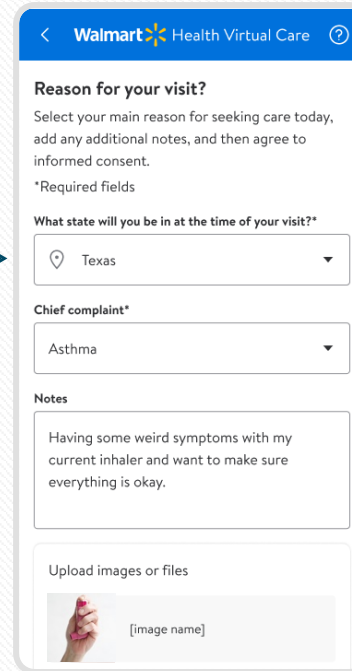 Walmart Health Virtual Care ?
Reason for your visit?
Select your main reason for seeking care today,
add any additional notes, and then agree to
informed consent.
*Required fields
What state will you be in at the time of your visit?*
Texas
Chief complaint*
Asthma
Notes
Having some weird symptoms with my
current inhaler and want to make sure
everything is okay.
Upload images or files
[image name]